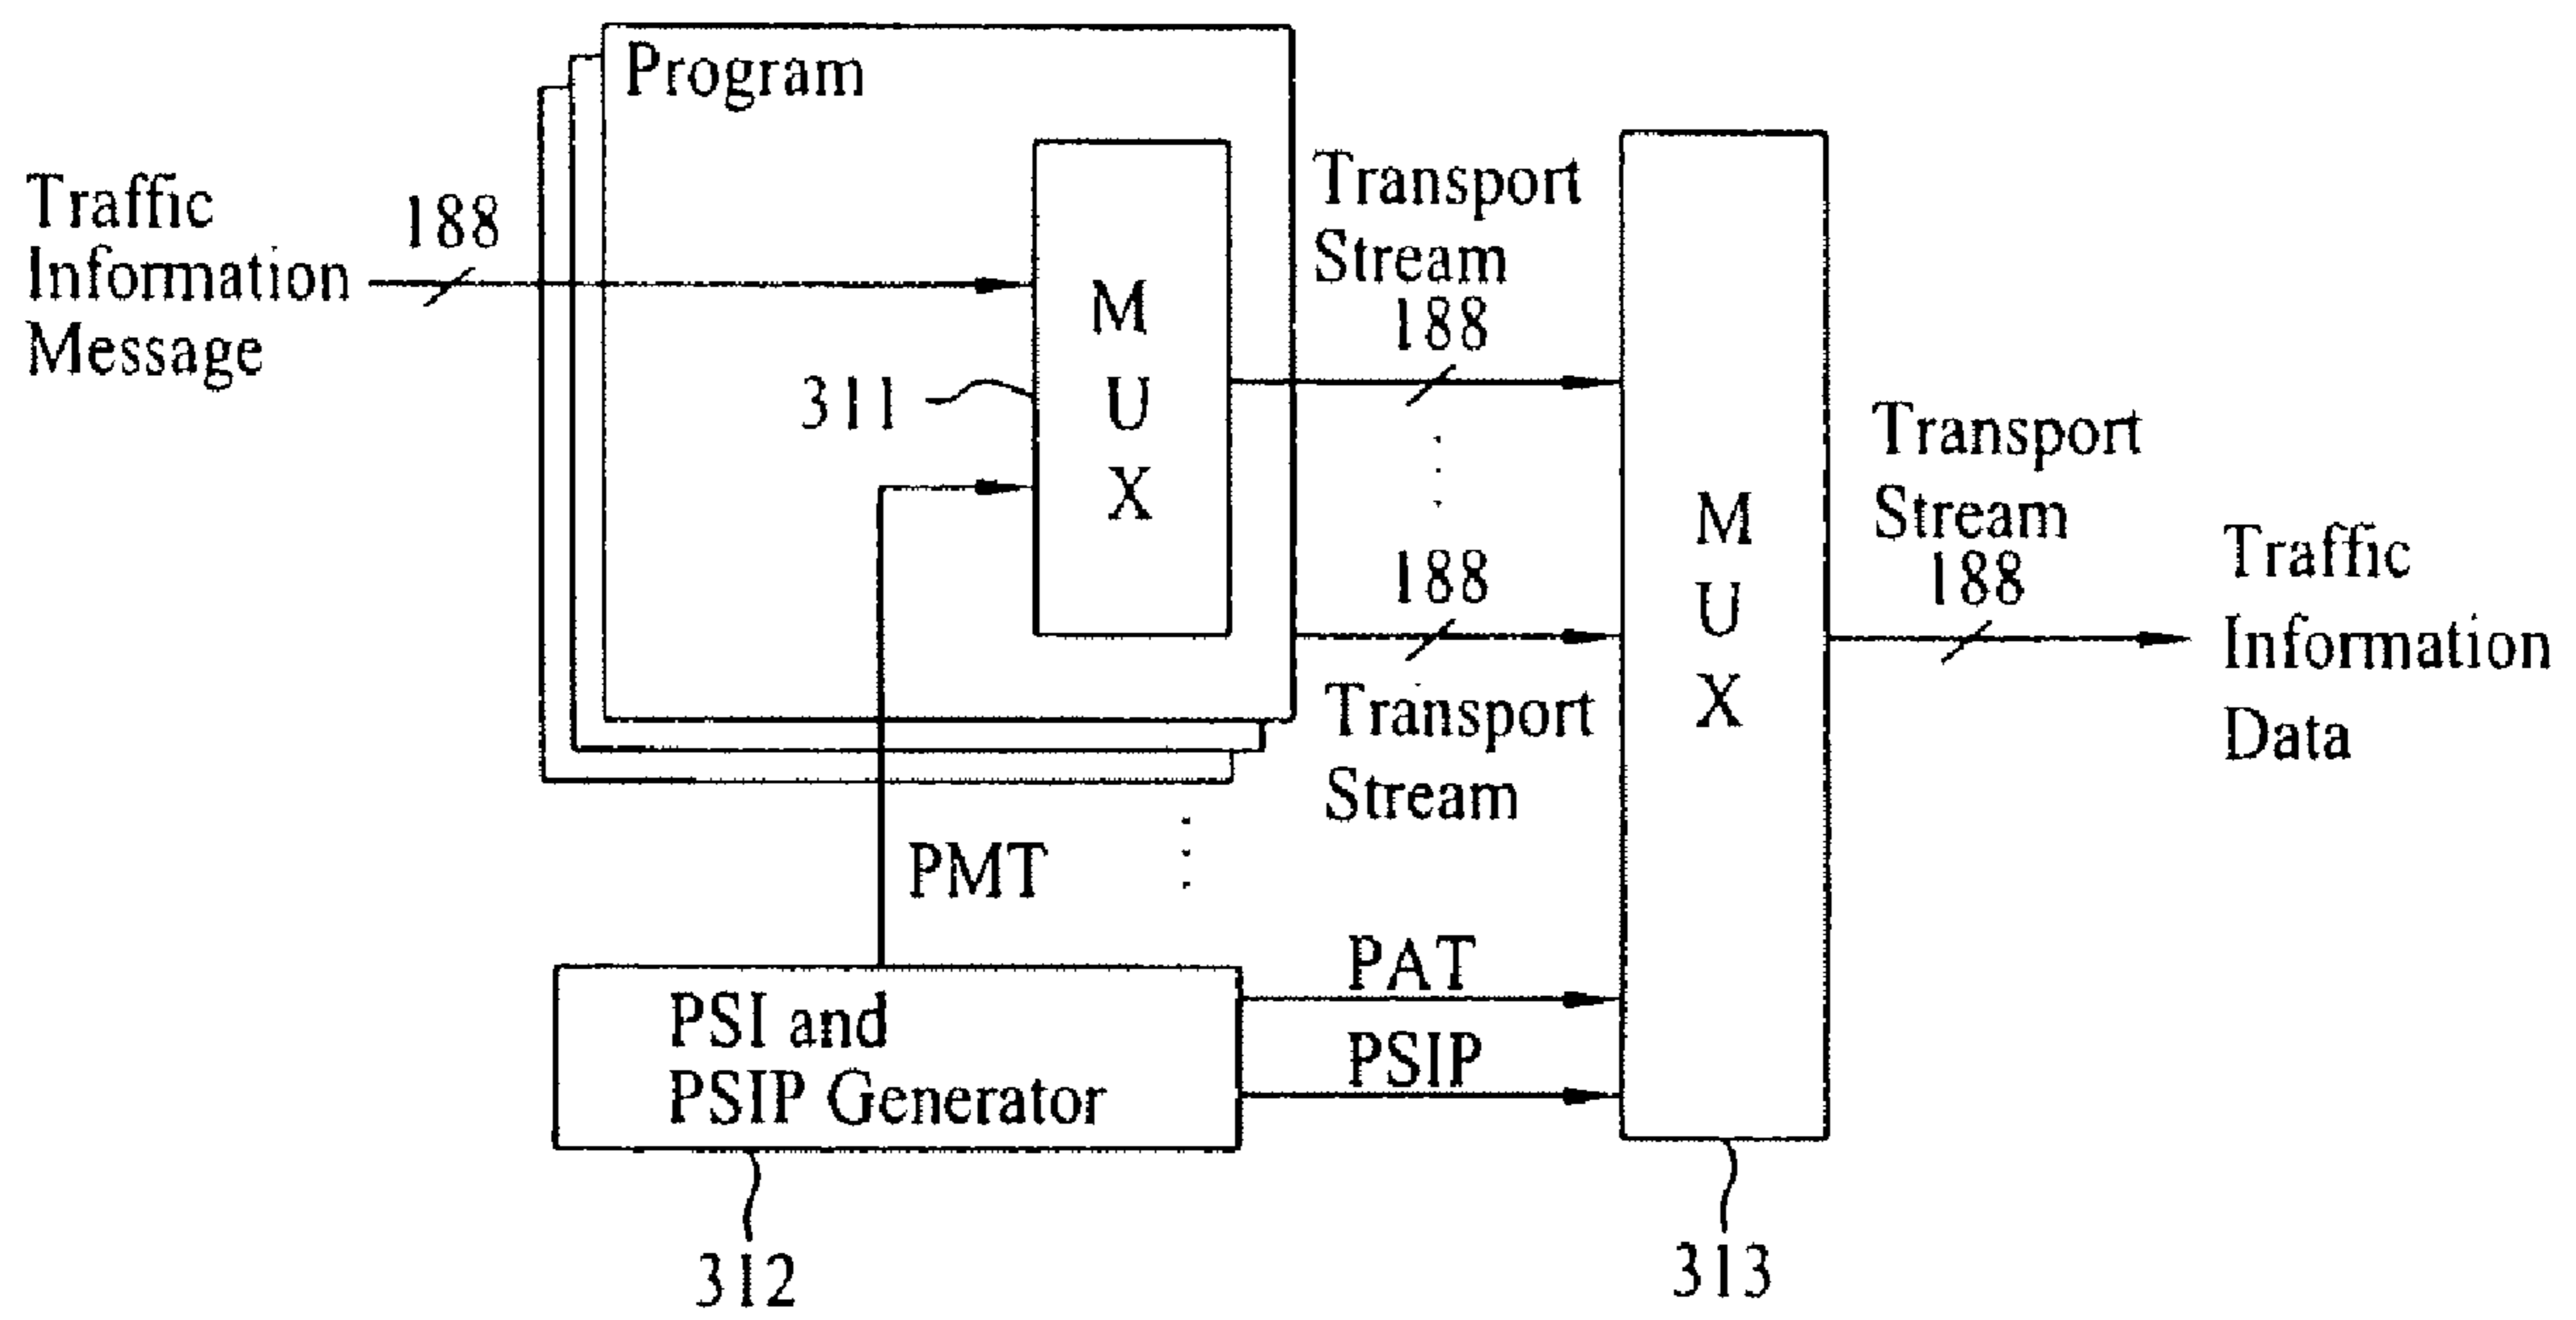 Program
Traffic
Information
Message
188
M
U
X
311
Transport
Stream
188
188
Transport
Stream
M
U
X
Transport
Stream
188
Traffic
Information
Data
PMT
PSI and
PSIP Generator
PAT
PSIP
312
313